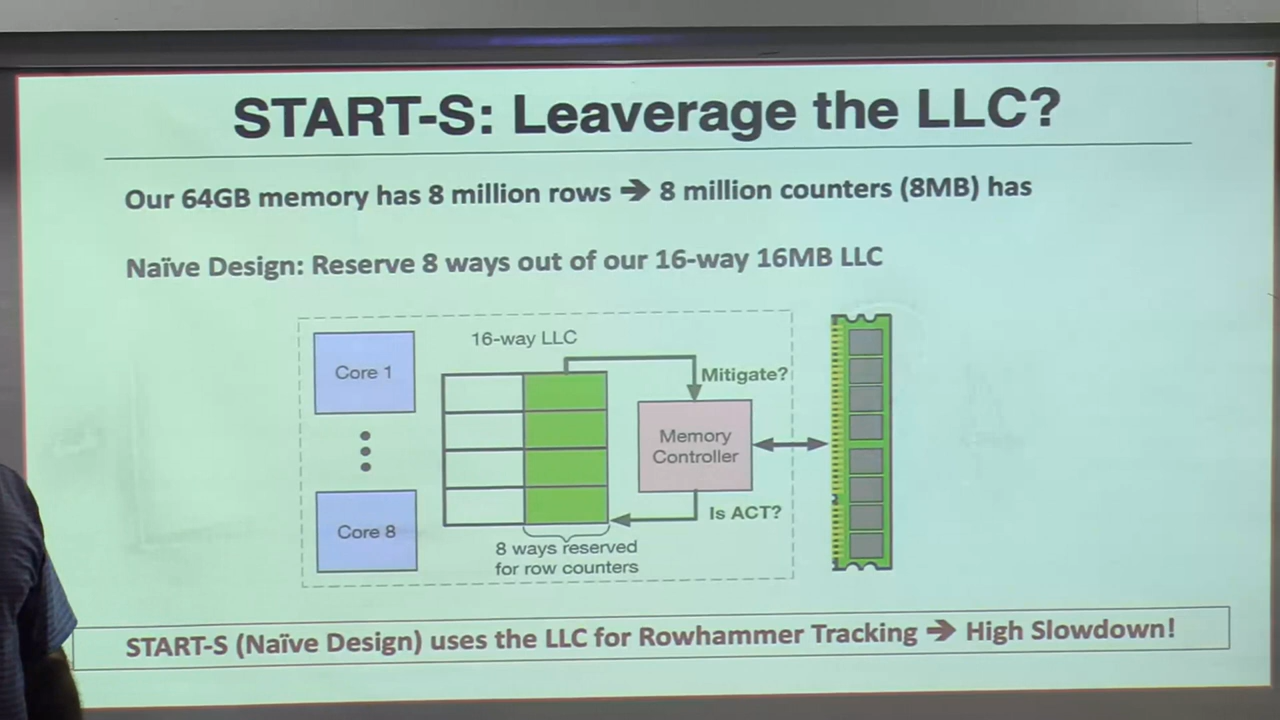 START-S: Leaverage the LLC?
Our 64GB memory has 8 million rows ➔ 8 million counters (8MB) has
Naïve Design: Reserve 8 ways out of our 16-way 16MB LLC
16-way LLC
Core 1
Mitigate?
Memory
Controller
Core 8
Is ACT?
8 ways reserved
for row counters
START-S (Naïve Design) uses the LLC for Rowhammer Tracking ➔ High Slowdown!